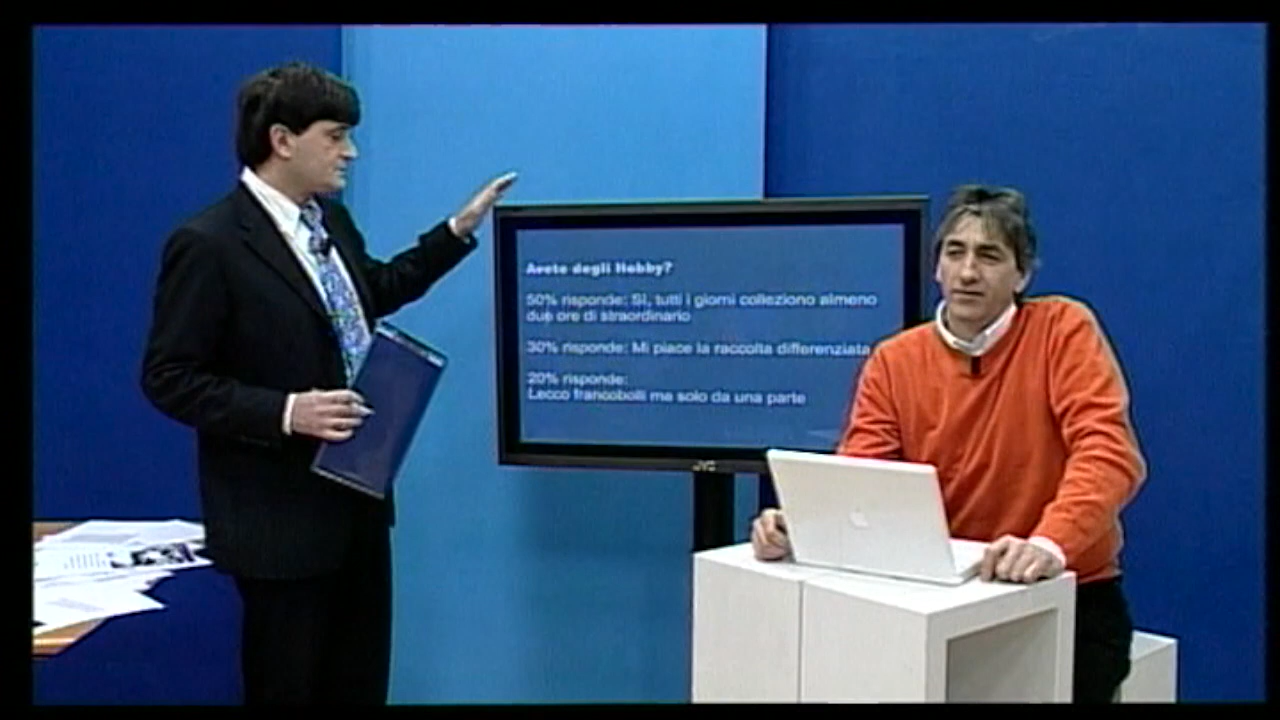 Avete degli Hobby?
50% risponde: Sì, tutti i giorni colleziono almeno
due ore di straordinario
30% risponde: Mi piace la raccolta differenziata
20% risponde:
Lecco francobolli ma solo da una parte
JVC